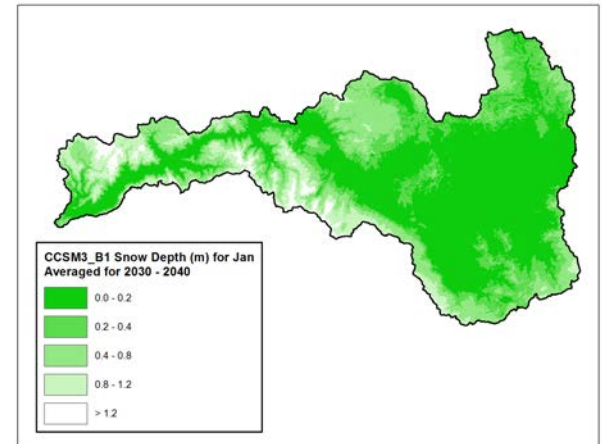 CCSM3_B1 Snow Depth (m) for Jan
Averaged for 2030 - 2040
0.0 - 0.2
0.2 - 0.4
0.4 - 0.8
0.8 - 1.2
> 1.2